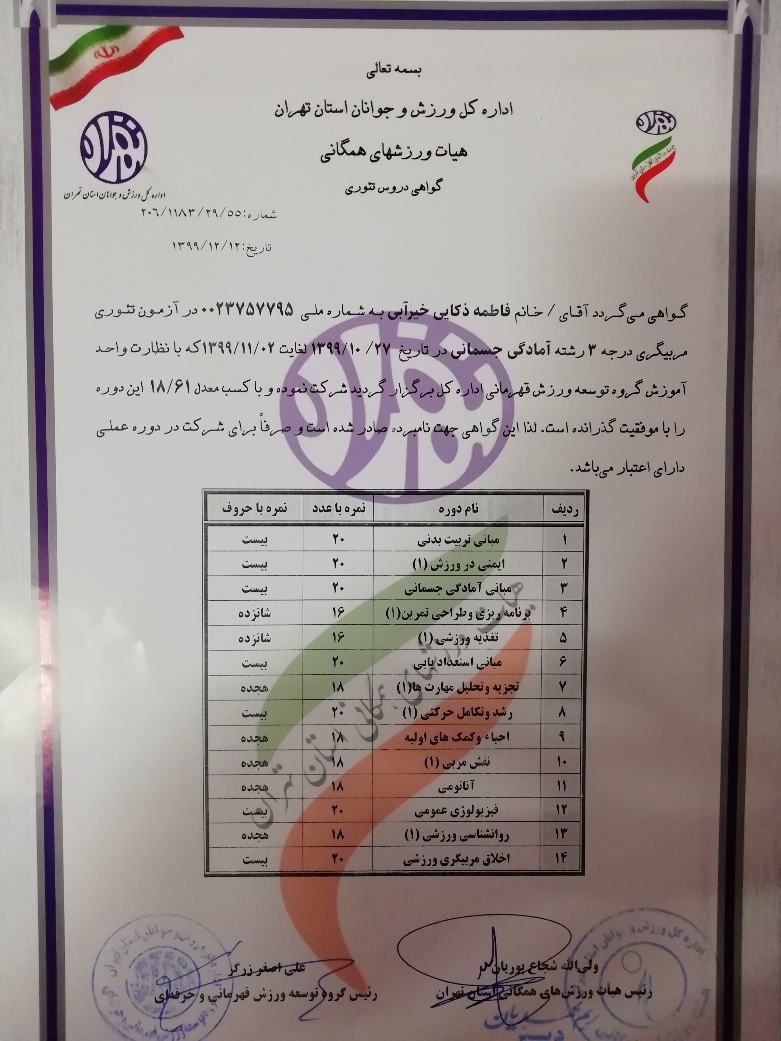 بسمه تعالی
اداره کل ورزش و جوانان استان تهران
هیات ورزشهای همگانی
گواهی دروس تئوری
اداره کل ورزش و جوانان استان تهران
شماره: ۲۰۶/۱۱۸۳/۲۹/۵۵
تاریخ: ۱۳۹۹/۱۲/۱۲
گواهی می‌گردد آقای / خانم فاطمه ذکایی خیرآبی به شماره ملی ۰۰۲۳۷۵۷۷۹۵ در آزمون تئوری
مربیگری درجه ۳ رشته آمادگی جسمانی در تاریخ ۱۳۹۹/۱۰/۲۷ لغایت ۱۳۹۹/۱۱/۰۲ که با نظارت واحد
آموزش گروه توسعه ورزش قهرمانی اداره کل برگزار گردید شرکت نموده و با کسب معدل ۱۸/۶۱ این دوره
را با موفقیت گذرانده است. لذا این گواهی جهت نامبرده صادر شده است و صرفاً برای شرکت در دوره عملی
دارای اعتبار می‌باشد.
ردیف نام دوره نمره با عدد نمره با حروف
۱ مبانی تربیت بدنی ۲۰ بیست
۲ ایمنی در ورزش (۱) ۲۰ بیست
۳ مبانی آمادگی جسمانی ۲۰ بیست
۴ برنامه ریزی وطراحی تمرین(۱) ۱۶ شانزده
۵ تغذیه ورزشی(۱) ۱۶ شانزده
۶ مبانی استعدادیابی ۲۰ بیست
۷ تجزیه وتحلیل مهارت ها(۱) ۱۸ هجده
۸ رشد وتکامل حرکتی (۱) ۲۰ بیست
۹ احیاء وکمک های اولیه ۱۸ هجده
۱۰ نقش مربی (۱) ۱۸ هجده
۱۱ آناتومی ۱۸ هجده
۱۲ فیزیولوژی عمومی ۲۰ بیست
۱۳ روانشناسی ورزشی (۱) ۱۸ هجده
۱۴ اخلاق مربیگری ورزشی ۲۰ بیست
هیات ورزشهای همگانی استان تهران
ولی‌الله شجاع پوریان
رئیس هیات ورزش‌های همگانی استان تهران
علی اصغر زرگر
رئیس گروه توسعه ورزش قهرمانی و حرفه‌ای